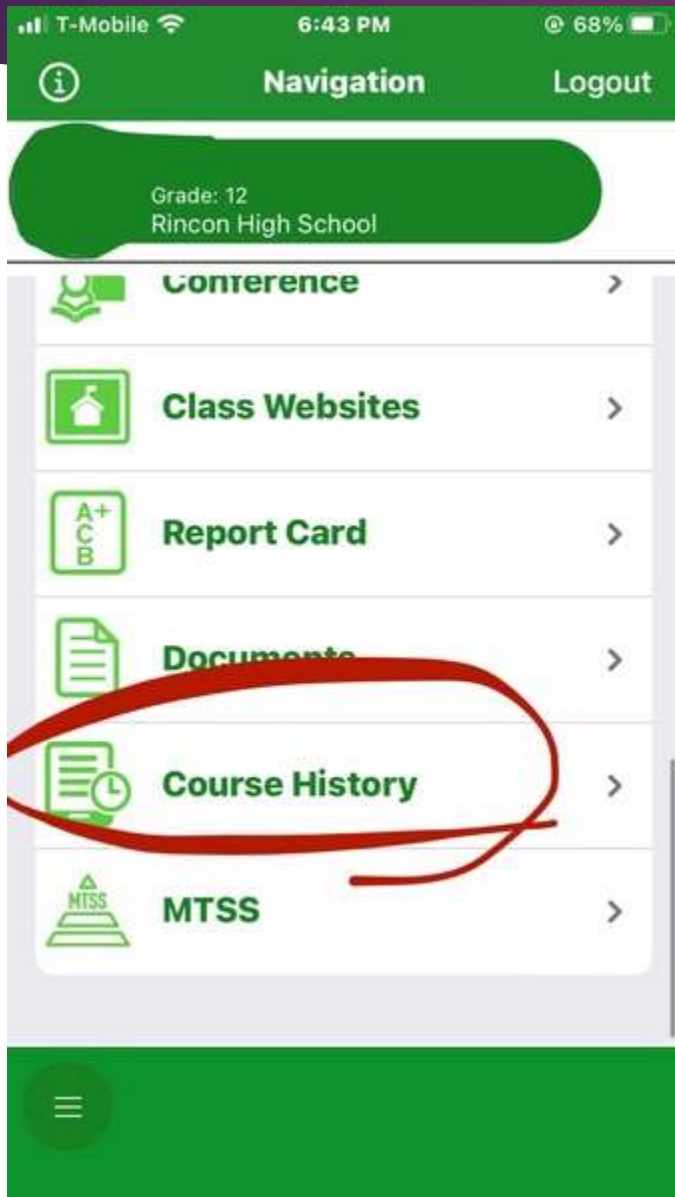 T-Mobile 6:43 PM 68%
Navigation Logout
Grade: 12
Rincon High School
Conference
Class Websites
A+
C
B
Report Card
Documents
Course History
MTSS
MTSS